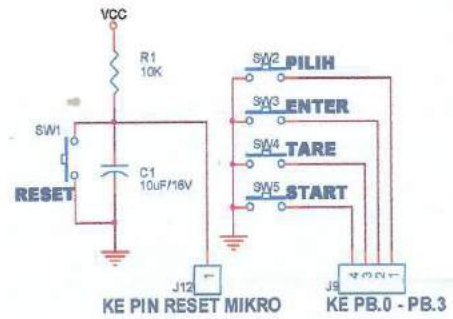 VCC
R1
10K
SW1
RESET
C1
10uF/16V
J12
1
KE PIN RESET MIKRO
SW2
PILIH
SW3
ENTER
SW4
TARE
SW5
START
J9
4 3 2 1
KE PB.0 - PB.3